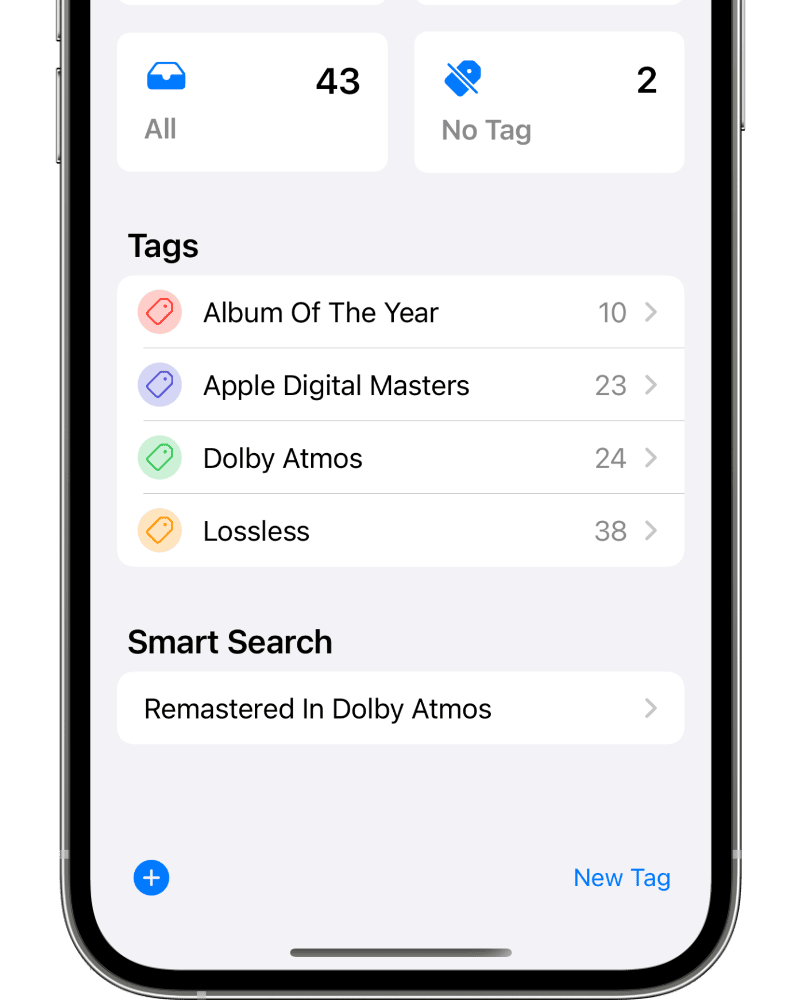 43
All
2
No Tag
Tags
Album Of The Year 10
Apple Digital Masters 23
Dolby Atmos 24
Lossless 38
Smart Search
Remastered In Dolby Atmos
New Tag